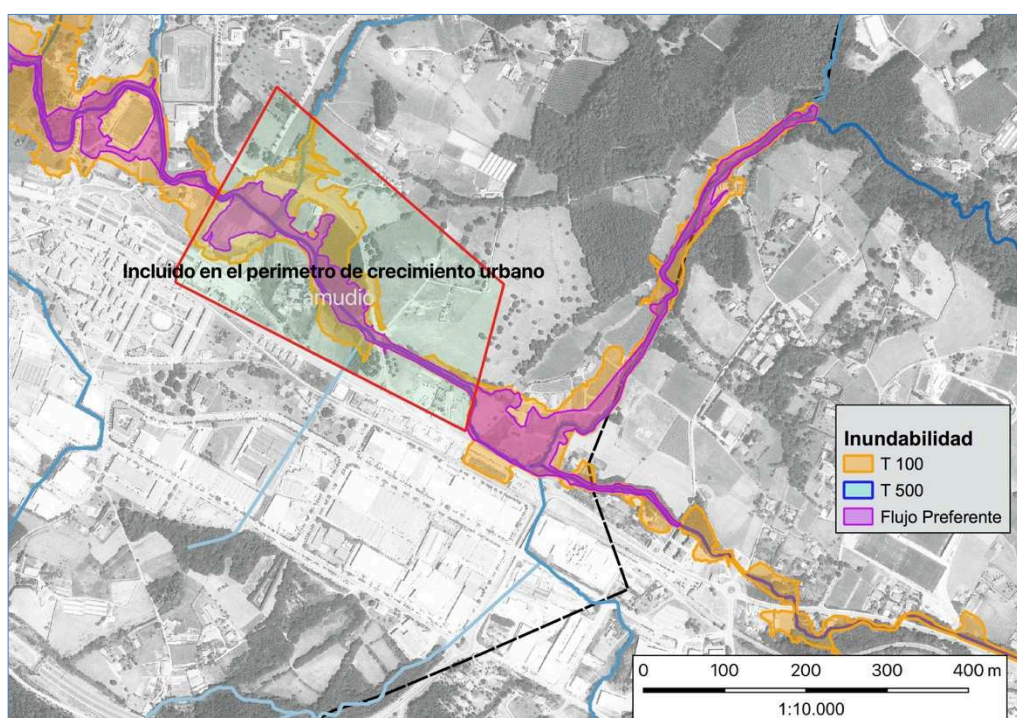 Incluido en el perimetro de crecimiento urbano
Zamudio
Inundabilidad
T 100
T 500
Flujo Preferente
0 100 200 300 400 m
1:10.000